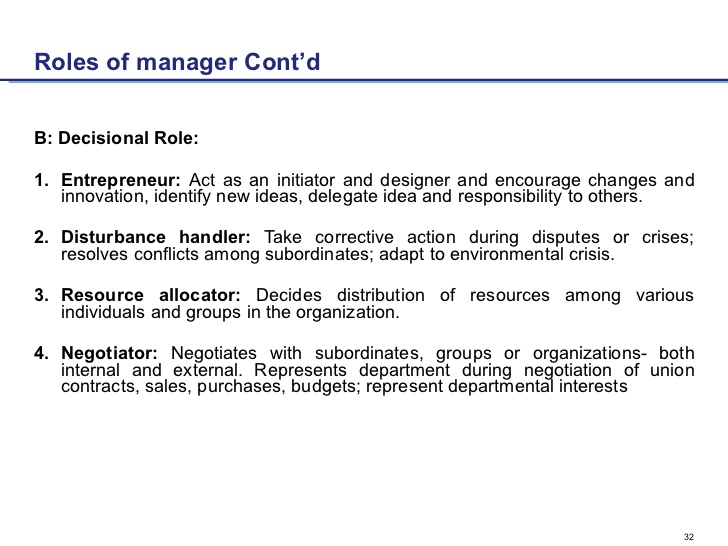 Roles of manager Cont’d
B: Decisional Role:
1. Entrepreneur: Act as an initiator and designer and encourage changes and
innovation, identify new ideas, delegate idea and responsibility to others.
2. Disturbance handler: Take corrective action during disputes or crises;
resolves conflicts among subordinates; adapt to environmental crisis.
3. Resource allocator: Decides distribution of resources among various
individuals and groups in the organization.
4. Negotiator: Negotiates with subordinates, groups or organizations- both
internal and external. Represents department during negotiation of union
contracts, sales, purchases, budgets; represent departmental interests
32